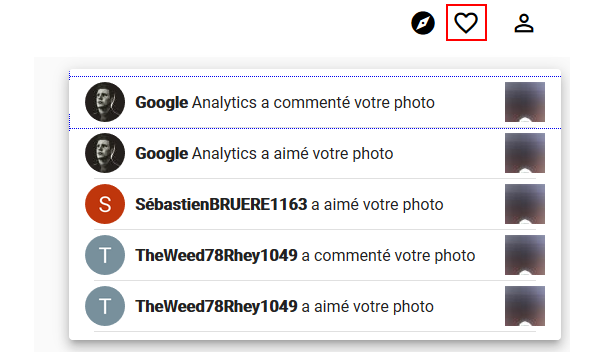 Google Analytics a commenté votre photo
Google Analytics a aimé votre photo
S SébastienBRUERE1163 a aimé votre photo
T TheWeed78Rhey1049 a commenté votre photo
T TheWeed78Rhey1049 a aimé votre photo